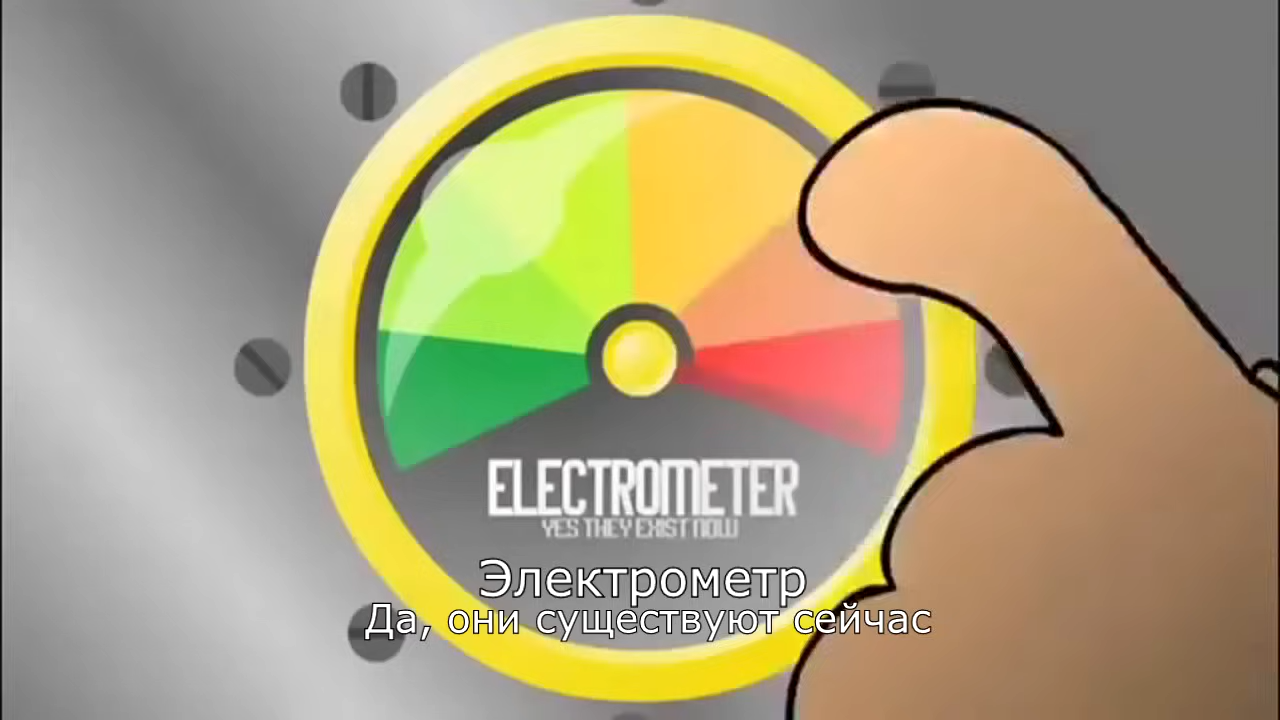 ELECTROMETER
YES THEY EXIST NOW
Электрометр
Да, они существуют сейчас